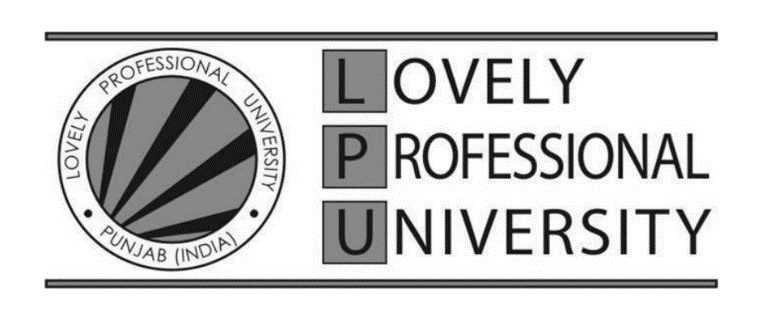 LOVELY PROFESSIONAL UNIVERSITY
• PUNJAB (INDIA) •
LOVELY
PROFESSIONAL
UNIVERSITY